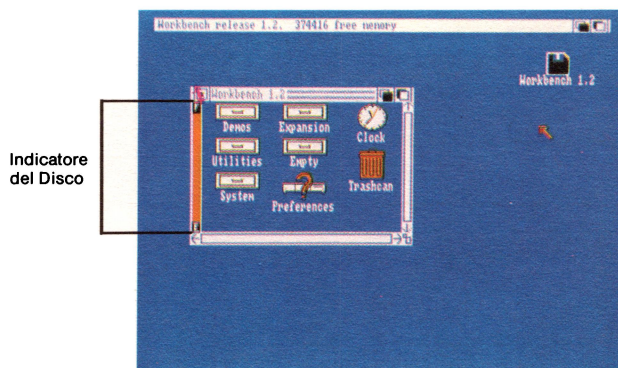 Workbench release 1.2. 374416 free memory
Workbench 1.2
Workbench 1.2
Demos
Expansion
Clock
Utilities
Empty
Trashcan
System
Preferences
Indicatore
del Disco